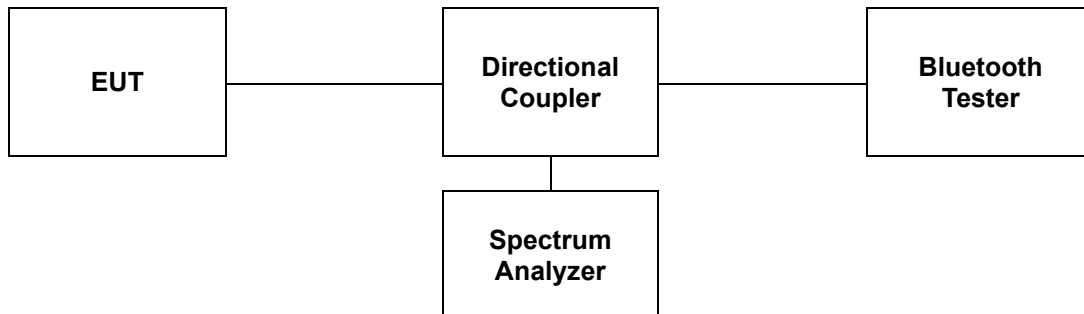 EUT
Directional
Coupler
Bluetooth
Tester
Spectrum
Analyzer